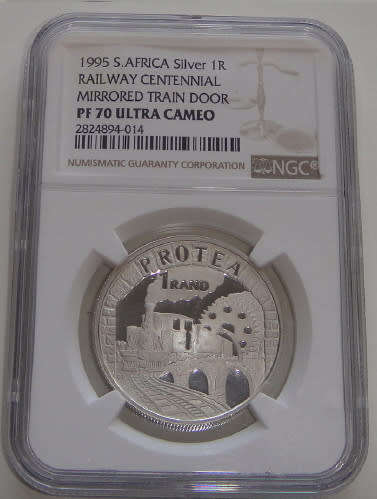 1995 S.AFRICA Silver 1R
RAILWAY CENTENNIAL
MIRRORED TRAIN DOOR
PF 70 ULTRA CAMEO
2824894-014
NUMISMATIC GUARANTY CORPORATION
NGC®
PROTEA
1 RAND